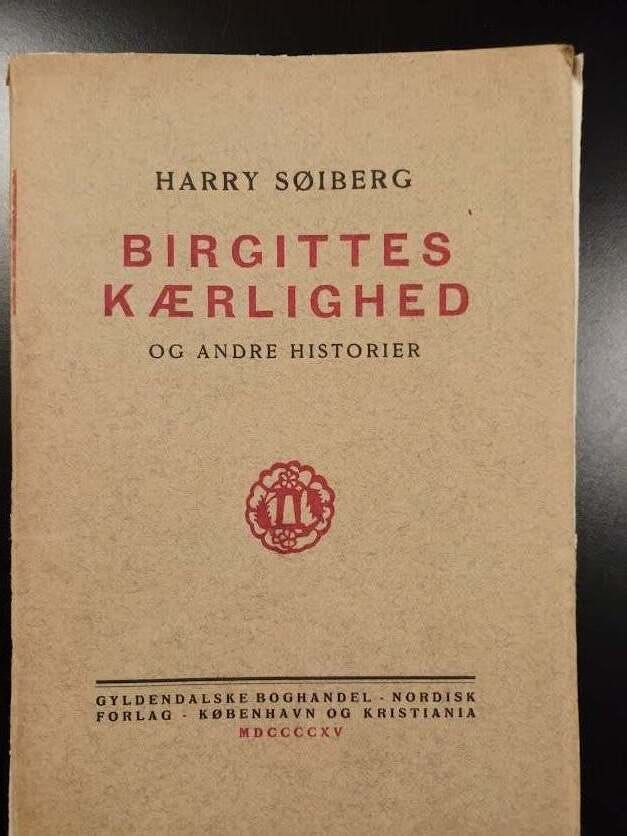 HARRY SØIBERG
BIRGITTES
KÆRLIGHED
OG ANDRE HISTORIER
GYLDENDALSKE BOGHANDEL - NORDISK
FORLAG - KØBENHAVN OG KRISTIANIA
MDCCCCXV